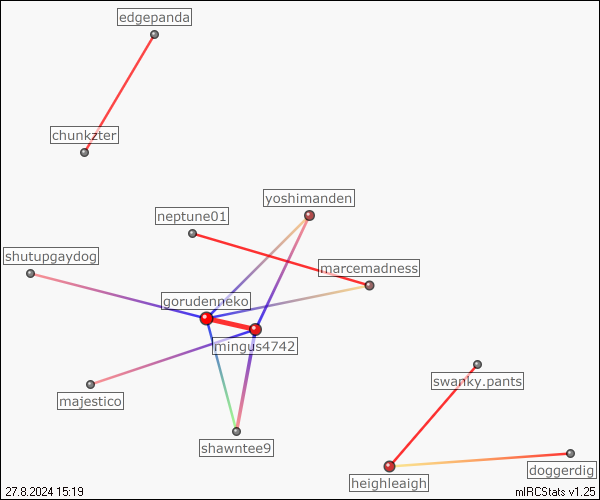 edgepanda
chunkzter
yoshimanden
neptune01
shutupgaydog
marcemadness
gorudenneko
mingus4742
swanky.pants
majestico
shawntee9
doggerdig
heighleaigh
27.8.2024 15:19
mIRCStats v1.25